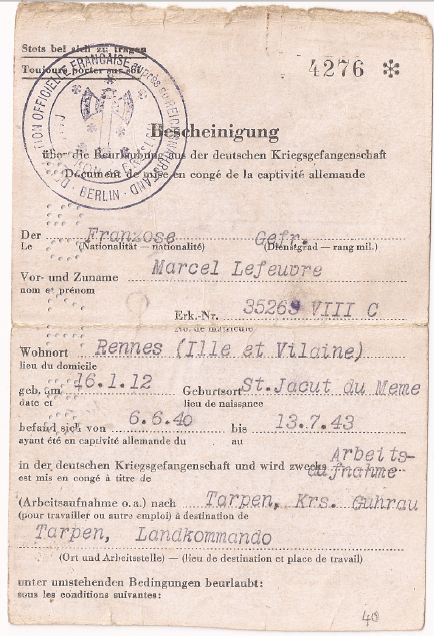 Stets bei sich zu tragen
Toujours porter sur soi
4276 ✻
BERLIN
Bescheinigung
über die Beurlaubung aus der deutschen Kriegsgefangenschaft
Document de mise en congé de la captivité allemande
Der Franzose Gefr.
Le (Nationalität — nationalité) (Dienstgrad — rang mil.)
Vor- und Zuname Marcel Lefeuvre
nom et prénom
Erk.-Nr. 35269 VIII C
No. de matricule
Wohnort Rennes (Ille et Vilaine)
lieu du domicile
geb. am 16.1.12 Geburtsort St.Jacut du Meme
date et lieu de naissance
befand sich von 6.6.40 bis 13.7.43
ayant été en captivité allemande du au
in der deutschen Kriegsgefangenschaft und wird zwecks Arbeits-
aufnahme
est mis en congé à titre de
(Arbeitsaufnahme o.a.) nach Tarpen, Krs. Guhrau
(pour travailler ou autre emploi) à destination de
Tarpen, Landkommando
(Ort und Arbeitsstelle) — (lieu de destination et place de travail)
unter umstehenden Bedingungen beurlaubt:
sous les conditions suivantes:
40